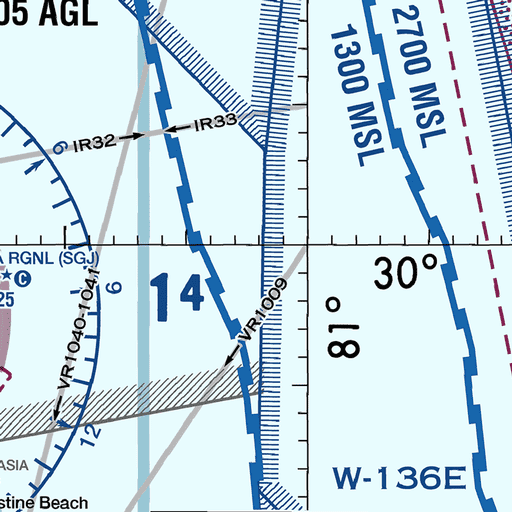 05 AGL
2700 MSL
1300 MSL
IR32
IR33
6
RGNL (SGJ)
C
25
VR1040-1041
6
14
VR1009
30°
81°
12
ASIA
W-136E
stine Beach